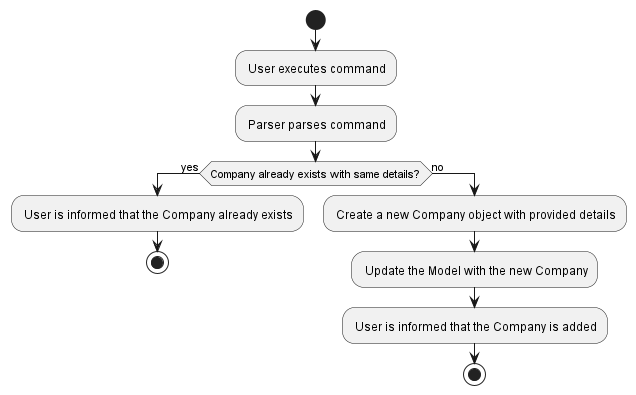 User executes command
Parser parses command
yes
Company already exists with same details?
no
User is informed that the Company already exists
Create a new Company object with provided details
Update the Model with the new Company
User is informed that the Company is added